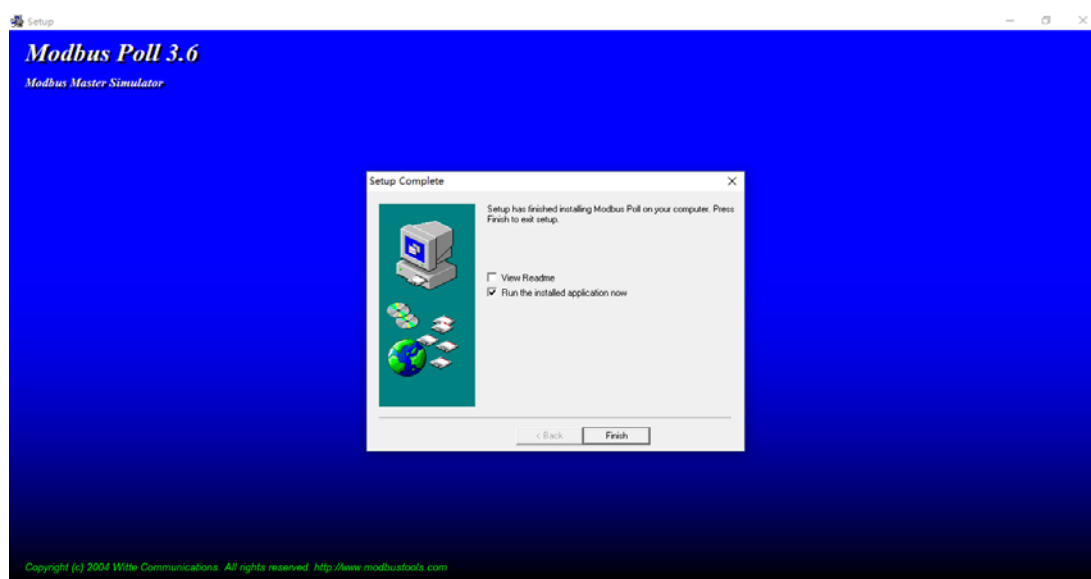 Setup
Modbus Poll 3.6
Modbus Master Simulator
Setup Complete
Setup has finished installing Modbus Poll on your computer. Press
Finish to exit setup.
View Readme
Run the installed application now
< Back
Finish
Copyright (c) 2004 Witte Communications. All rights reserved. http://www.modbustools.com